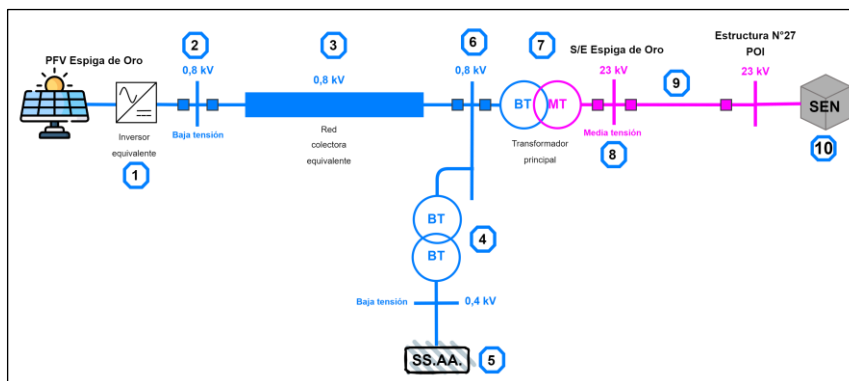 PFV Espiga de Oro
Inversor
equivalente
1
2
0,8 kV
Baja tensión
3
0,8 kV
Red
colectora
equivalente
6
0,8 kV
7
BT
MT
Transformador
principal
S/E Espiga de Oro
23 kV
Media tensión
8
9
Estructura N°27
POI
23 kV
SEN
10
BT
BT
4
Baja tensión
0,4 kV
SS.AA.
5